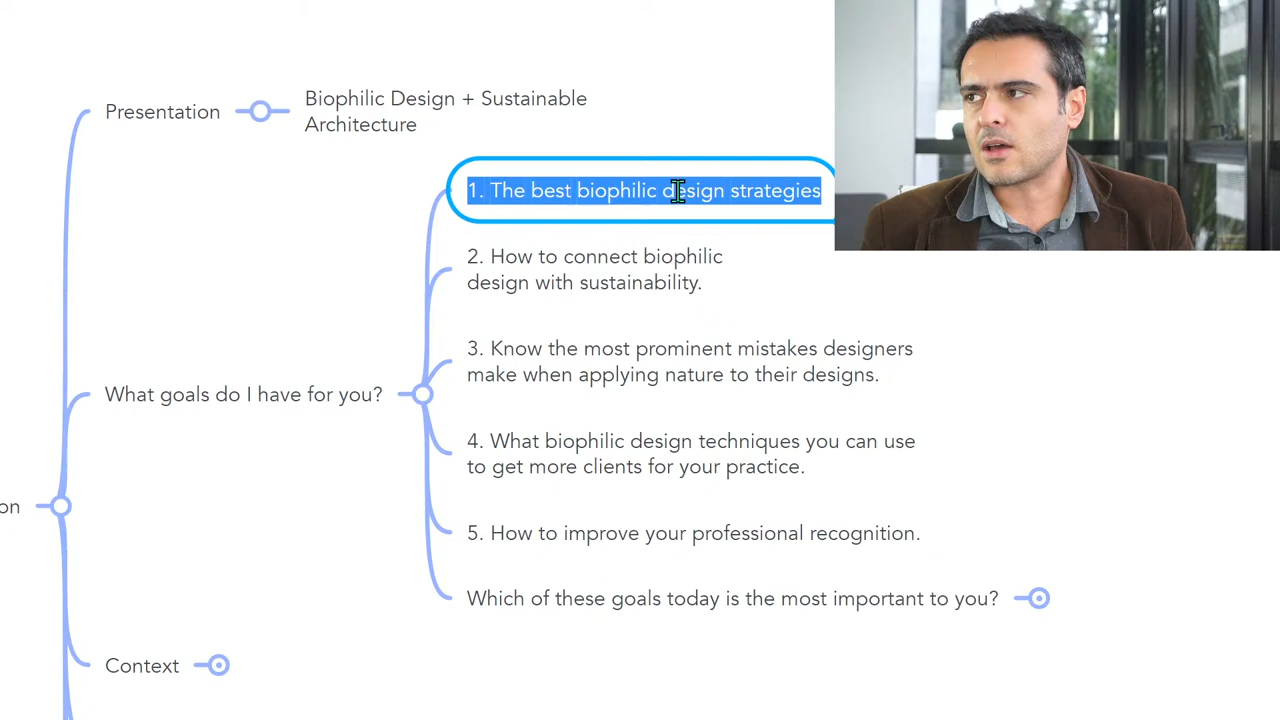 Presentation
Biophilic Design + Sustainable
Architecture
1. The best biophilic design strategies
2. How to connect biophilic
design with sustainability.
3. Know the most prominent mistakes designers
make when applying nature to their designs.
What goals do I have for you?
4. What biophilic design techniques you can use
to get more clients for your practice.
on
5. How to improve your professional recognition.
Which of these goals today is the most important to you?
Context